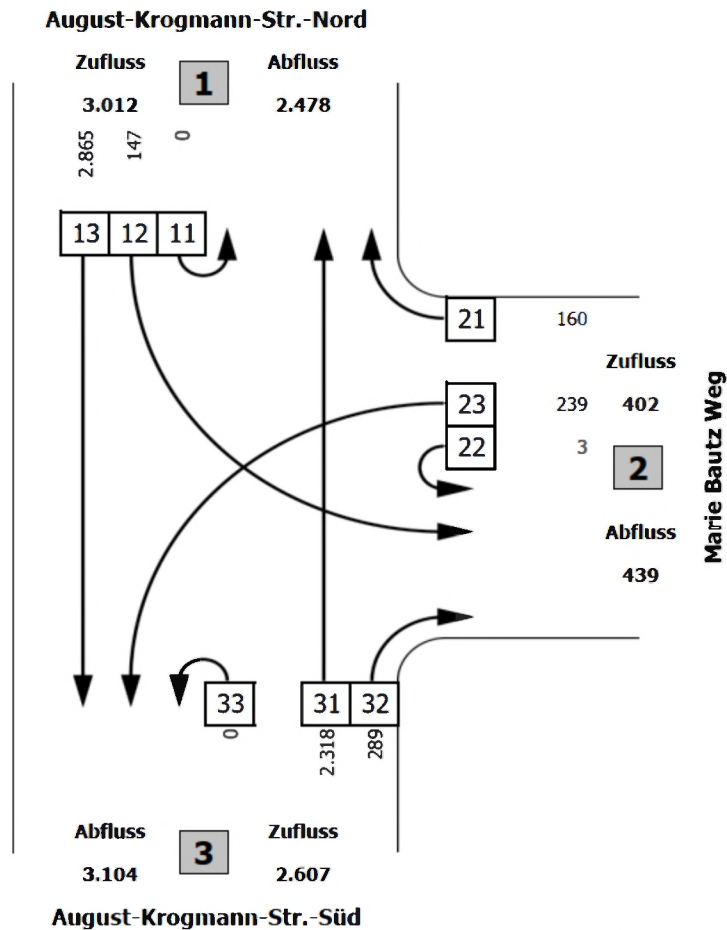 August-Krogmann-Str.-Nord
Zufluss 1 Abfluss
3.012 2.478
2.865 147 0
13 12 11
21 160
Zufluss
23 239 402
22 3
2
Marie Bautz Weg
Abfluss
439
33 31 32
0 2.318 289
Abfluss 3 Zufluss
3.104 2.607
August-Krogmann-Str.-Süd